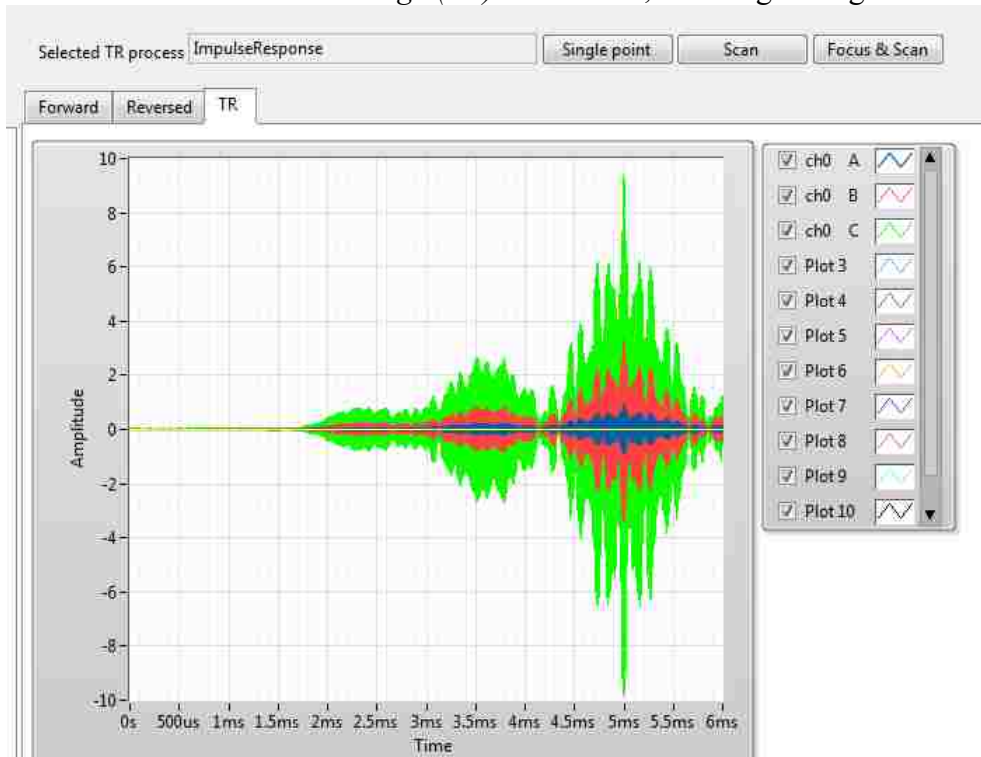 Selected TR process ImpulseResponse Single point Scan Focus & Scan
Forward Reversed TR
10
8
6
4
2
0
-2
-4
-6
-8
-10
Amplitude
0s 500us 1ms 1.5ms 2ms 2.5ms 3ms 3.5ms 4ms 4.5ms 5ms 5.5ms 6ms
Time
ch0 A
ch0 B
ch0 C
Plot 3
Plot 4
Plot 5
Plot 6
Plot 7
Plot 8
Plot 9
Plot 10